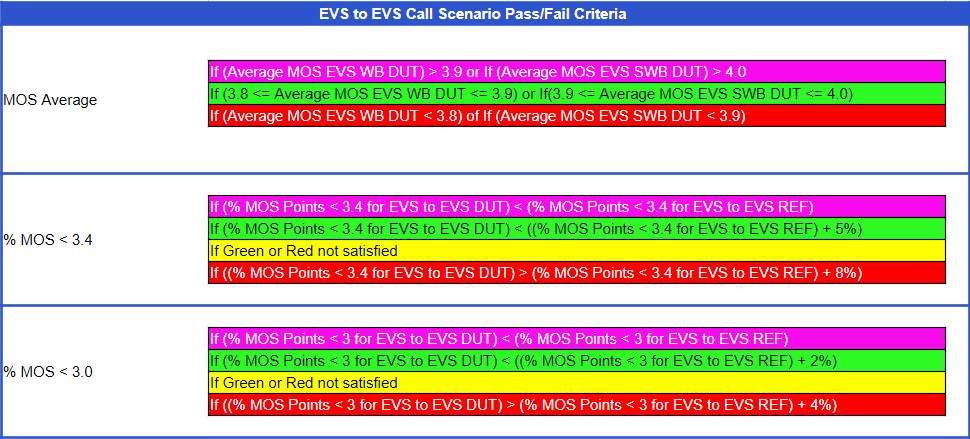 EVS to EVS Call Scenario Pass/Fail Criteria
MOS Average
If (Average MOS EVS WB DUT) > 3.9 or If (Average MOS EVS SWB DUT) > 4.0
If (3.8 <= Average MOS EVS WB DUT <= 3.9) or If(3.9 <= Average MOS EVS SWB DUT <= 4.0)
If (Average MOS EVS WB DUT < 3.8) of If (Average MOS EVS SWB DUT < 3.9)
% MOS < 3.4
If (% MOS Points < 3.4 for EVS to EVS DUT) < (% MOS Points < 3.4 for EVS to EVS REF)
If (% MOS Points < 3.4 for EVS to EVS DUT) < ((% MOS Points < 3.4 for EVS to EVS REF) + 5%)
If Green or Red not satisfied
If ((% MOS Points < 3.4 for EVS to EVS DUT) > (% MOS Points < 3.4 for EVS to EVS REF) + 8%)
% MOS < 3.0
If (% MOS Points < 3 for EVS to EVS DUT) < (% MOS Points < 3 for EVS to EVS REF)
If (% MOS Points < 3 for EVS to EVS DUT) < ((% MOS Points < 3 for EVS to EVS REF) + 2%)
If Green or Red not satisfied
If ((% MOS Points < 3 for EVS to EVS DUT) > (% MOS Points < 3 for EVS to EVS REF) + 4%)